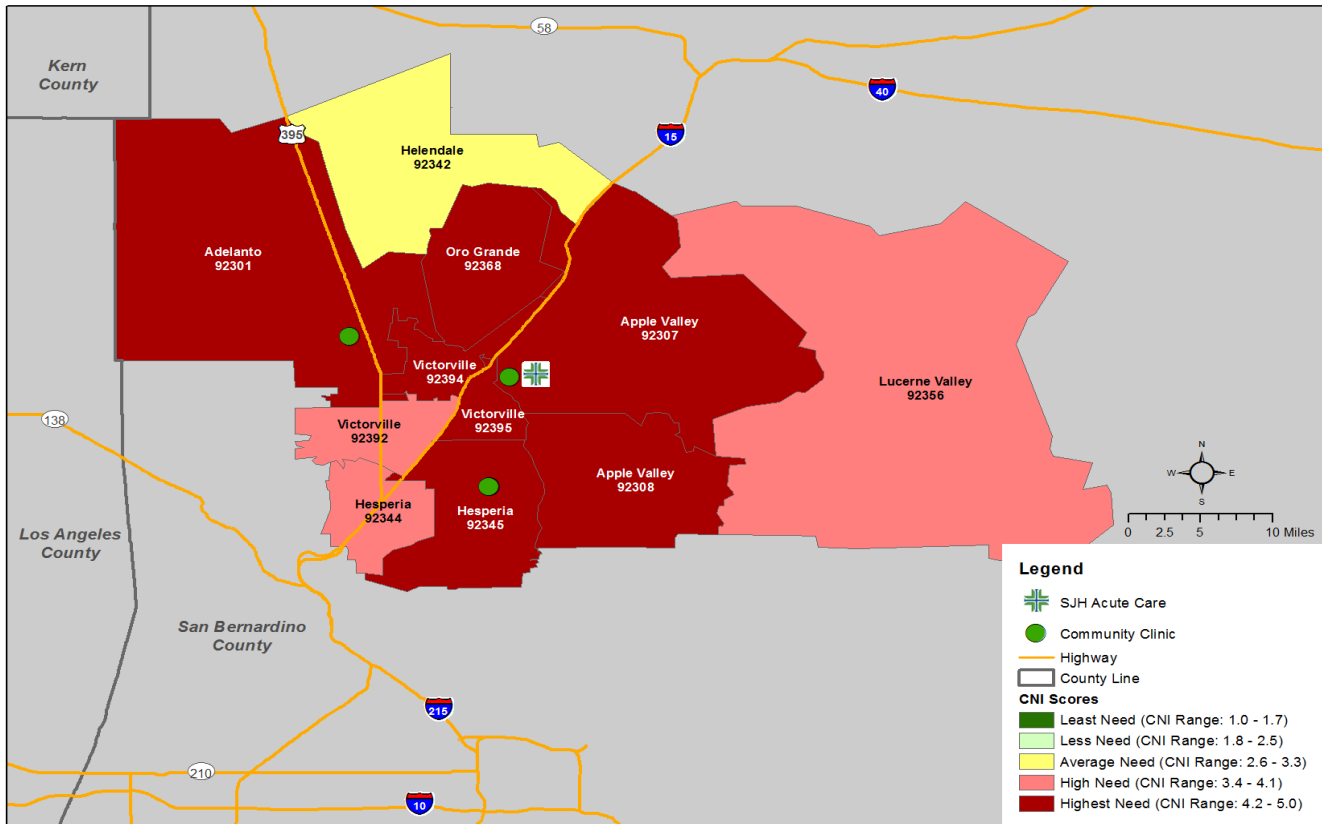 58
Kern
County
40
15
395
Helendale
92342
Adelanto
92301
Oro Grande
92368
Apple Valley
92307
Victorville
92394
Lucerne Valley
92356
138
Victorville
92392
Victorville
92395
N
W
E
S
Apple Valley
92308
Hesperia
92344
Hesperia
92345
0 2.5 5 10 Miles
Los Angeles
County
San Bernardino
County
215
210
10
Legend
SJH Acute Care
Community Clinic
Highway
County Line
CNI Scores
Least Need (CNI Range: 1.0 - 1.7)
Less Need (CNI Range: 1.8 - 2.5)
Average Need (CNI Range: 2.6 - 3.3)
High Need (CNI Range: 3.4 - 4.1)
Highest Need (CNI Range: 4.2 - 5.0)